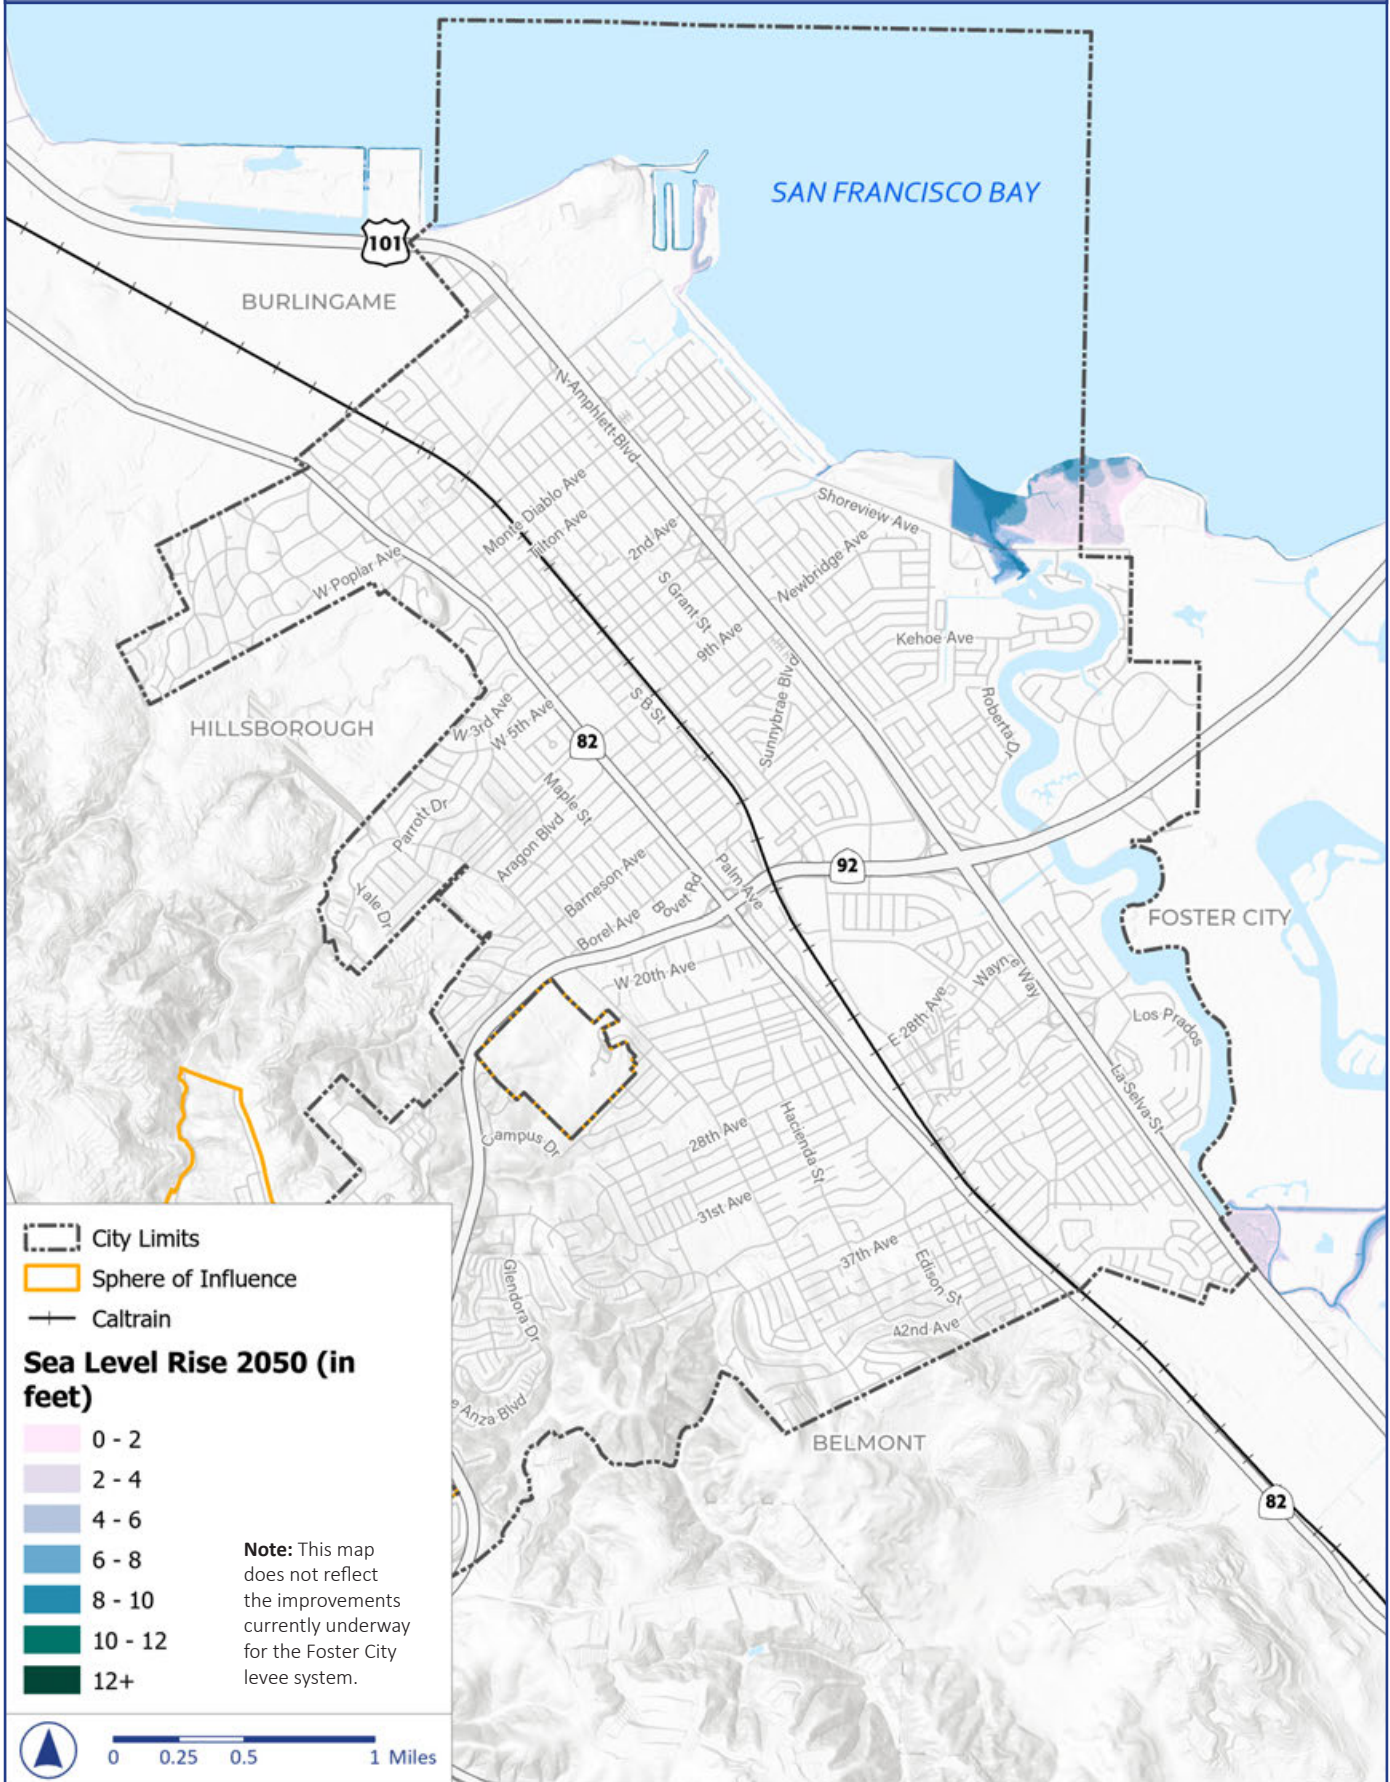 SAN FRANCISCO BAY
101
BURLINGAME
N Amphlett Blvd
Monte Diablo Ave
Tilton Ave
2nd Ave
Shoreview Ave
Newbridge Ave
W Poplar Ave
S Grant St
9th Ave
Kehoe Ave
Sunnybrae Blvd
S B St
Roberta Dr
HILLSBOROUGH
W 3rd Ave
W 5th Ave
82
Maple St
Parrott Dr
Aragon Blvd
Barneson Ave
Palm Ave
92
Bovet Rd
Yale Dr
Borel Ave
FOSTER CITY
W 20th Ave
Wayne Way
E 28th Ave
Los Prados
La Selva St
Campus Dr
28th Ave
Hacienda St
31st Ave
37th Ave
Edison St
Glendora Dr
42nd Ave
e Anza Blvd
BELMONT
82
City Limits
Sphere of Influence
Caltrain
Sea Level Rise 2050 (in
feet)
0 - 2
2 - 4
4 - 6
6 - 8
8 - 10
10 - 12
12+
Note: This map
does not reflect
the improvements
currently underway
for the Foster City
levee system.
0 0.25 0.5 1 Miles